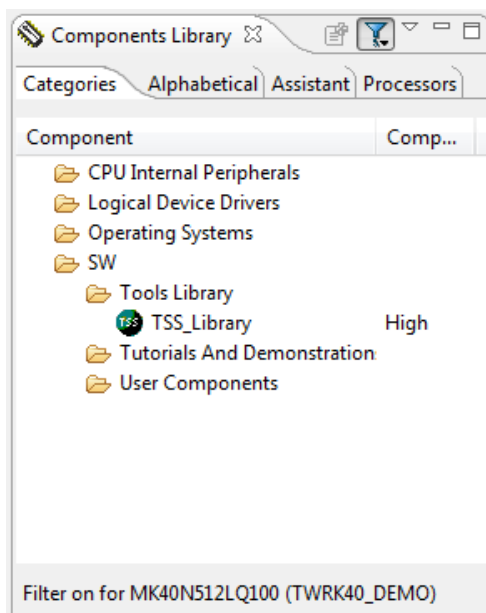 Components Library
Categories Alphabetical Assistant Processors
Component Comp...
CPU Internal Peripherals
Logical Device Drivers
Operating Systems
SW
Tools Library
TSS TSS_Library High
Tutorials And Demonstration
User Components
Filter on for MK40N512LQ100 (TWRK40_DEMO)